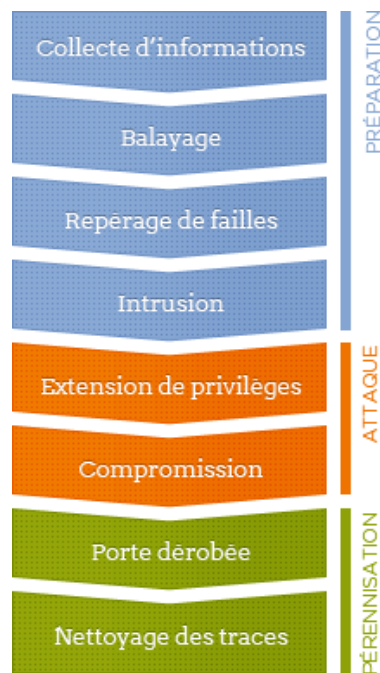 Collecte d'informations
Balayage
Repérage de failles
Intrusion
PRÉPARATION
Extension de privilèges
Compromission
ATTAQUE
Porte dérobée
Nettoyage des traces
PÉRENNISATION